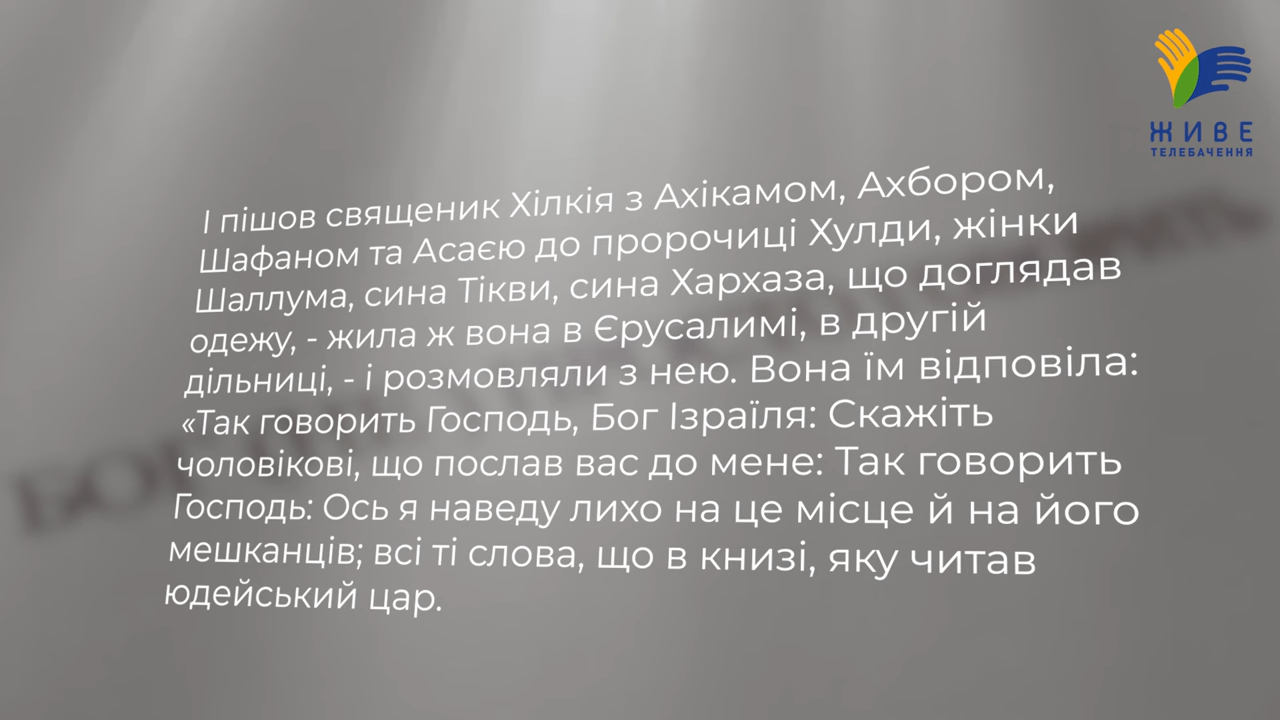 ЖИВЕ
ТЕЛЕБАЧЕННЯ
І пішов священик Хілкія з Ахікамом, Ахбором,
Шафаном та Асаєю до пророчиці Хулди, жінки
Шаллума, сина Тікви, сина Хархаза, що доглядав
одежу, - жила ж вона в Єрусалимі, в другій
дільниці, - і розмовляли з нею. Вона їм відповіла:
«Так говорить Господь, Бог Ізраїля: Скажіть
чоловікові, що послав вас до мене: Так говорить
Господь: Ось я наведу лихо на це місце й на його
мешканців; всі ті слова, що в книзі, яку читав
юдейський цар.